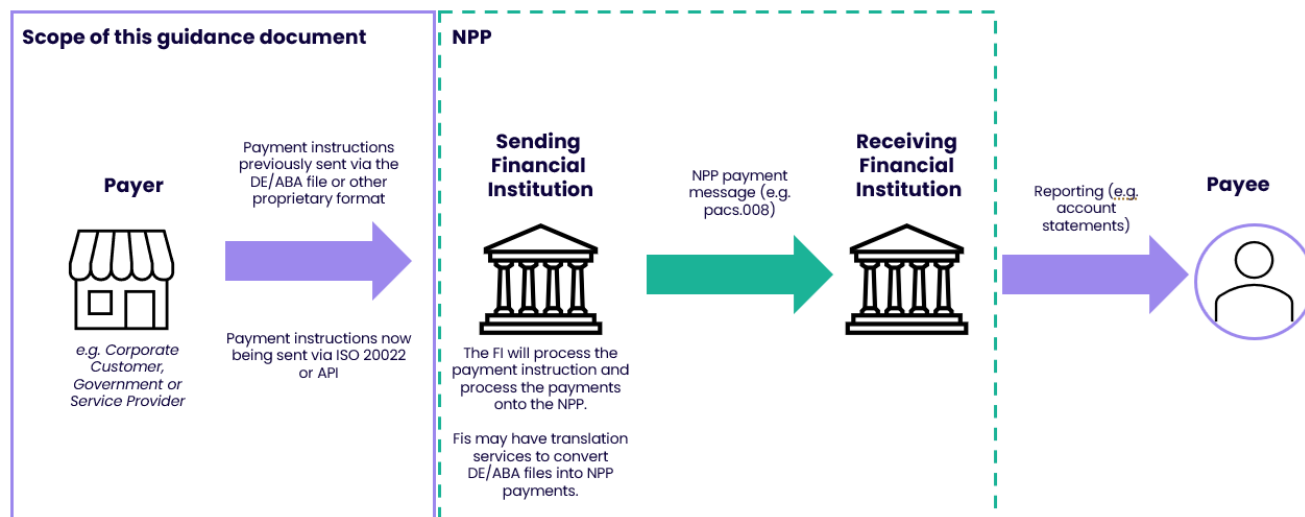 Scope of this guidance document
NPP
Payer
Payment instructions
previously sent via the
DE/ABA file or other
proprietary format
Payment instructions now
being sent via ISO 20022
or API
e.g. Corporate
Customer,
Government or
Service Provider
Sending
Financial
Institution
The FI will process the
payment instruction and
process the payments
onto the NPP.
Fis may have translation
services to convert
DE/ABA files into NPP
payments.
NPP payment
message (e.g.
pacs.008)
Receiving
Financial
Institution
Reporting (e.g.
account
statements)
Payee